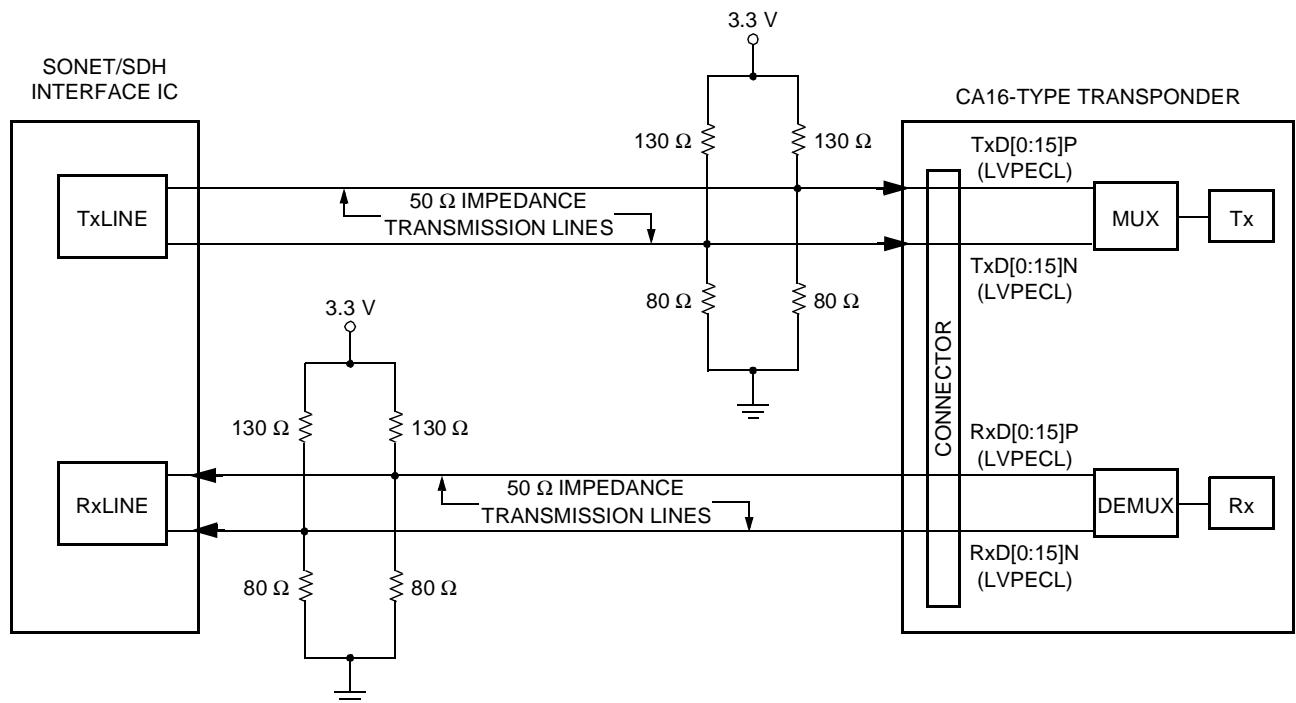 3.3 V
SONET/SDH
INTERFACE IC
CA16-TYPE TRANSPONDER
130 Ω
130 Ω
TxD[0:15]P
(LVPECL)
TxLINE
50 Ω IMPEDANCE
TRANSMISSION LINES
MUX
Tx
TxD[0:15]N
(LVPECL)
80 Ω
80 Ω
3.3 V
CONNECTOR
130 Ω
130 Ω
RxD[0:15]P
(LVPECL)
RxLINE
50 Ω IMPEDANCE
TRANSMISSION LINES
DEMUX
Rx
RxD[0:15]N
(LVPECL)
80 Ω
80 Ω